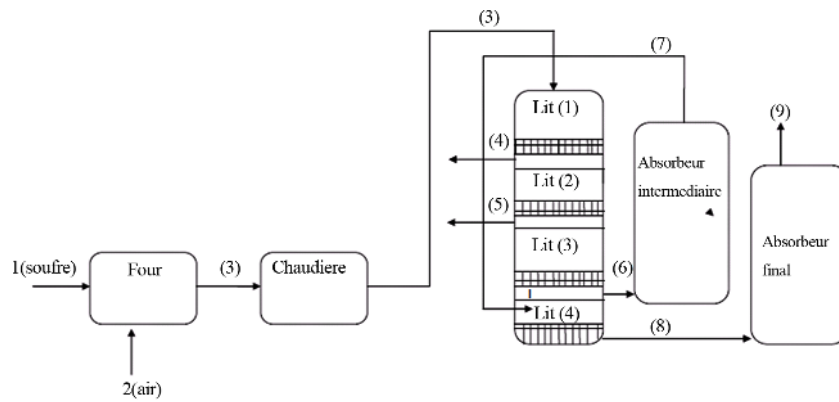 (3)
(7)
Lit (1)
(9)
(4)
Lit (2)
Absorbeur
intermediaire
(5)
Lit (3)
Absorbeur
final
1(soufre)
Four
(3)
Chaudiere
(6)
Lit (4)
(8)
2(air)